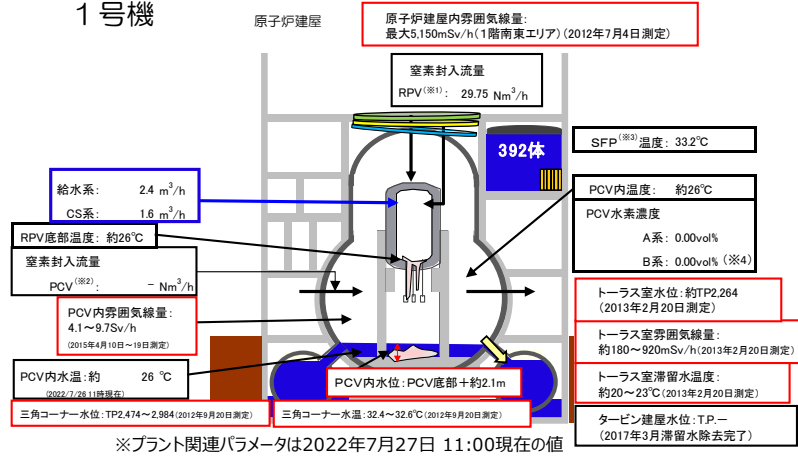 1号機
原子炉建屋
原子炉建屋内雰囲気線量:
最大5,150mSv/h(1階南東エリア)(2012年7月4日測定)
窒素封入流量
RPV(※1): 29.75 Nm3/h
392体
SFP(※3)温度: 33.2℃
給水系: 2.4 m3/h
CS系: 1.6 m3/h
PCV内温度: 約26℃
PCV水素濃度
A系: 0.00vol%
B系: 0.00vol% (※4)
RPV底部温度: 約26℃
窒素封入流量
PCV(※2): - Nm3/h
PCV内雰囲気線量:
4.1~9.7Sv/h
(2015年4月10日~19日測定)
トーラス室水位:約TP2,264
(2013年2月20日測定)
トーラス室雰囲気線量:
約180~920mSv/h(2013年2月20日測定)
トーラス室滞留水温度:
約20~23℃(2013年2月20日測定)
PCV内水温:約 26 ℃
(2022/7/26 11時現在)
PCV内水位:PCV底部+約2.1m
三角コーナー水位:TP2,474~2,984(2012年9月20日測定)
三角コーナー水温:32.4~32.6℃(2012年9月20日測定)
タービン建屋水位:T.P.-
(2017年3月滞留水除去完了)
※プラント関連パラメータは2022年7月27日 11:00現在の値